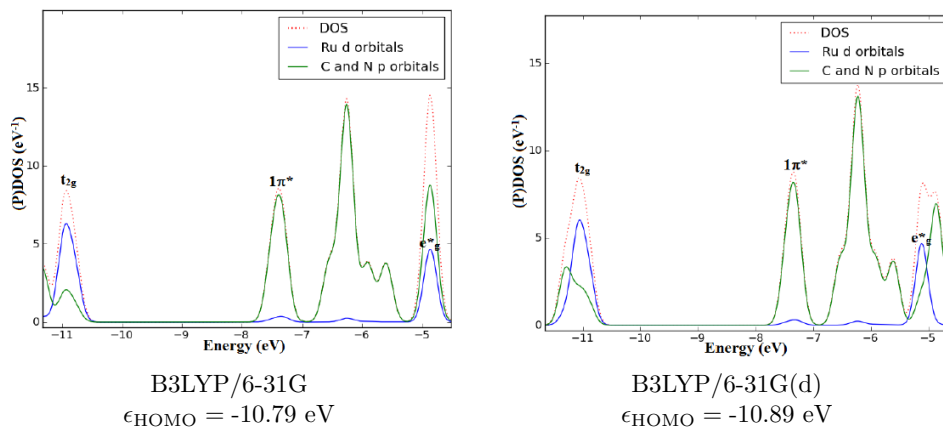 DOS
Ru d orbitals
C and N p orbitals
15
10
5
0
(P)DOS (eV⁻¹)
t₂g
1π*
e*g
−11
−10
−9
−8
−7
−6
−5
Energy (eV)
B3LYP/6-31G
ϵHOMO = -10.79 eV
DOS
Ru d orbitals
C and N p orbitals
15
10
5
0
(P)DOS (eV⁻¹)
t₂g
1π*
e*g
−11
−10
−9
−8
−7
−6
−5
Energy (eV)
B3LYP/6-31G(d)
ϵHOMO = -10.89 eV